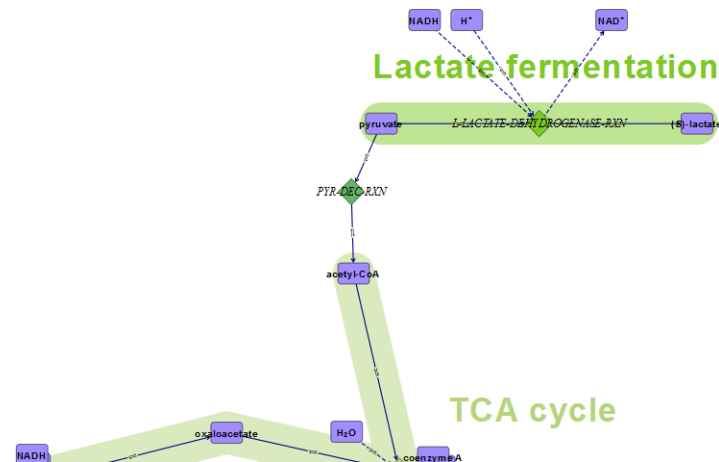 NADH H⁺ NAD⁺
Lactate fermentation
pyruvate L-LACTATE-DEHYDROGENASE-RXN (S)-lactate
PYR-DEC-RXN
acetyl-CoA
TCA cycle
oxaloacetate H₂O
NADH coenzyme A